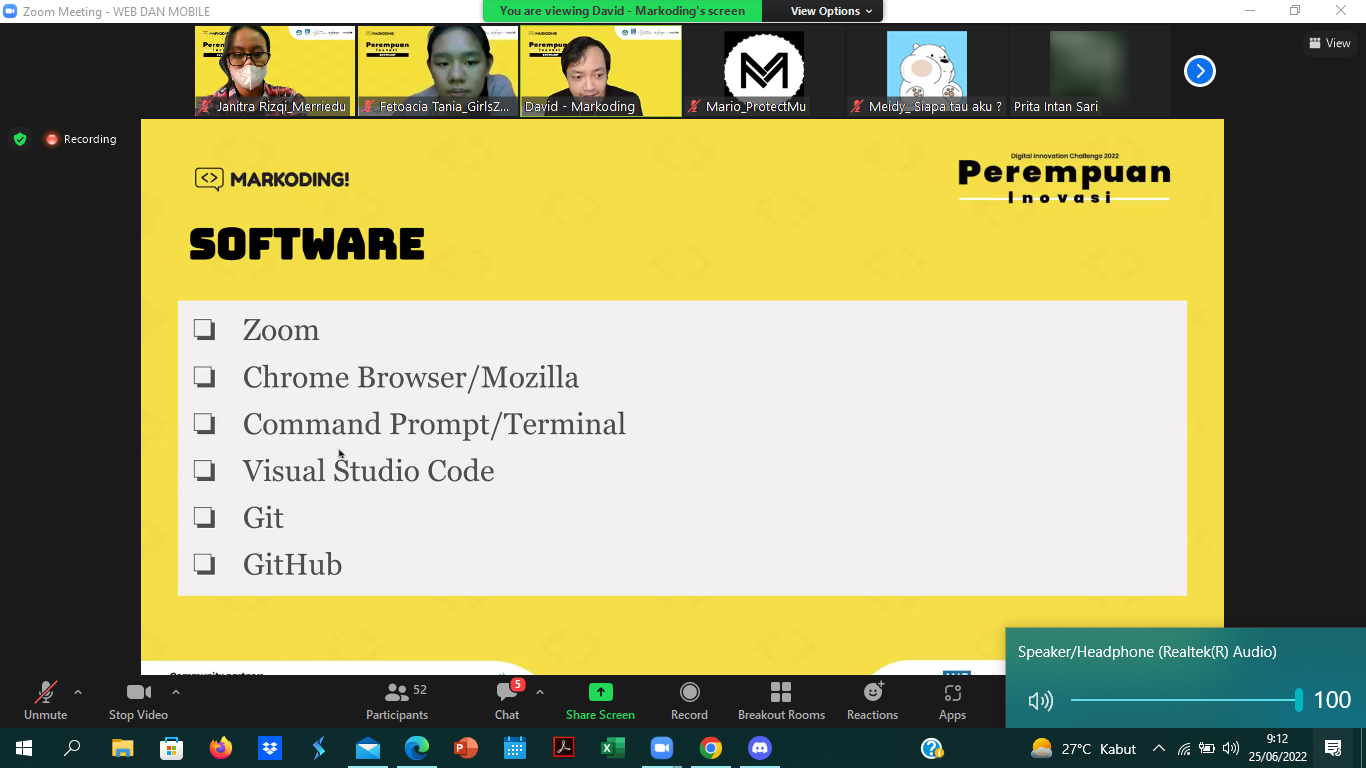 Zoom Meeting - WEB DAN MOBILE
You are viewing David - Markoding's screen
View Options
Janitra Rizqi_Merriedu
Fetoacia Tania_GirlsZ...
David - Markoding
Mario_ProtectMu
Meidy_ Siapa tau aku ?
Prita Intan Sari
View
Recording
MARKODING!
Digital Innovation Challenge 2022
Perempuan
Inovasi
SOFTWARE
❏ Zoom
❏ Chrome Browser/Mozilla
❏ Command Prompt/Terminal
❏ Visual Studio Code
❏ Git
❏ GitHub
Speaker/Headphone (Realtek(R) Audio)
100
Unmute
Stop Video
52
Participants
5
Chat
Share Screen
Record
Breakout Rooms
Reactions
Apps
27°C Kabut
9:12
25/06/2022